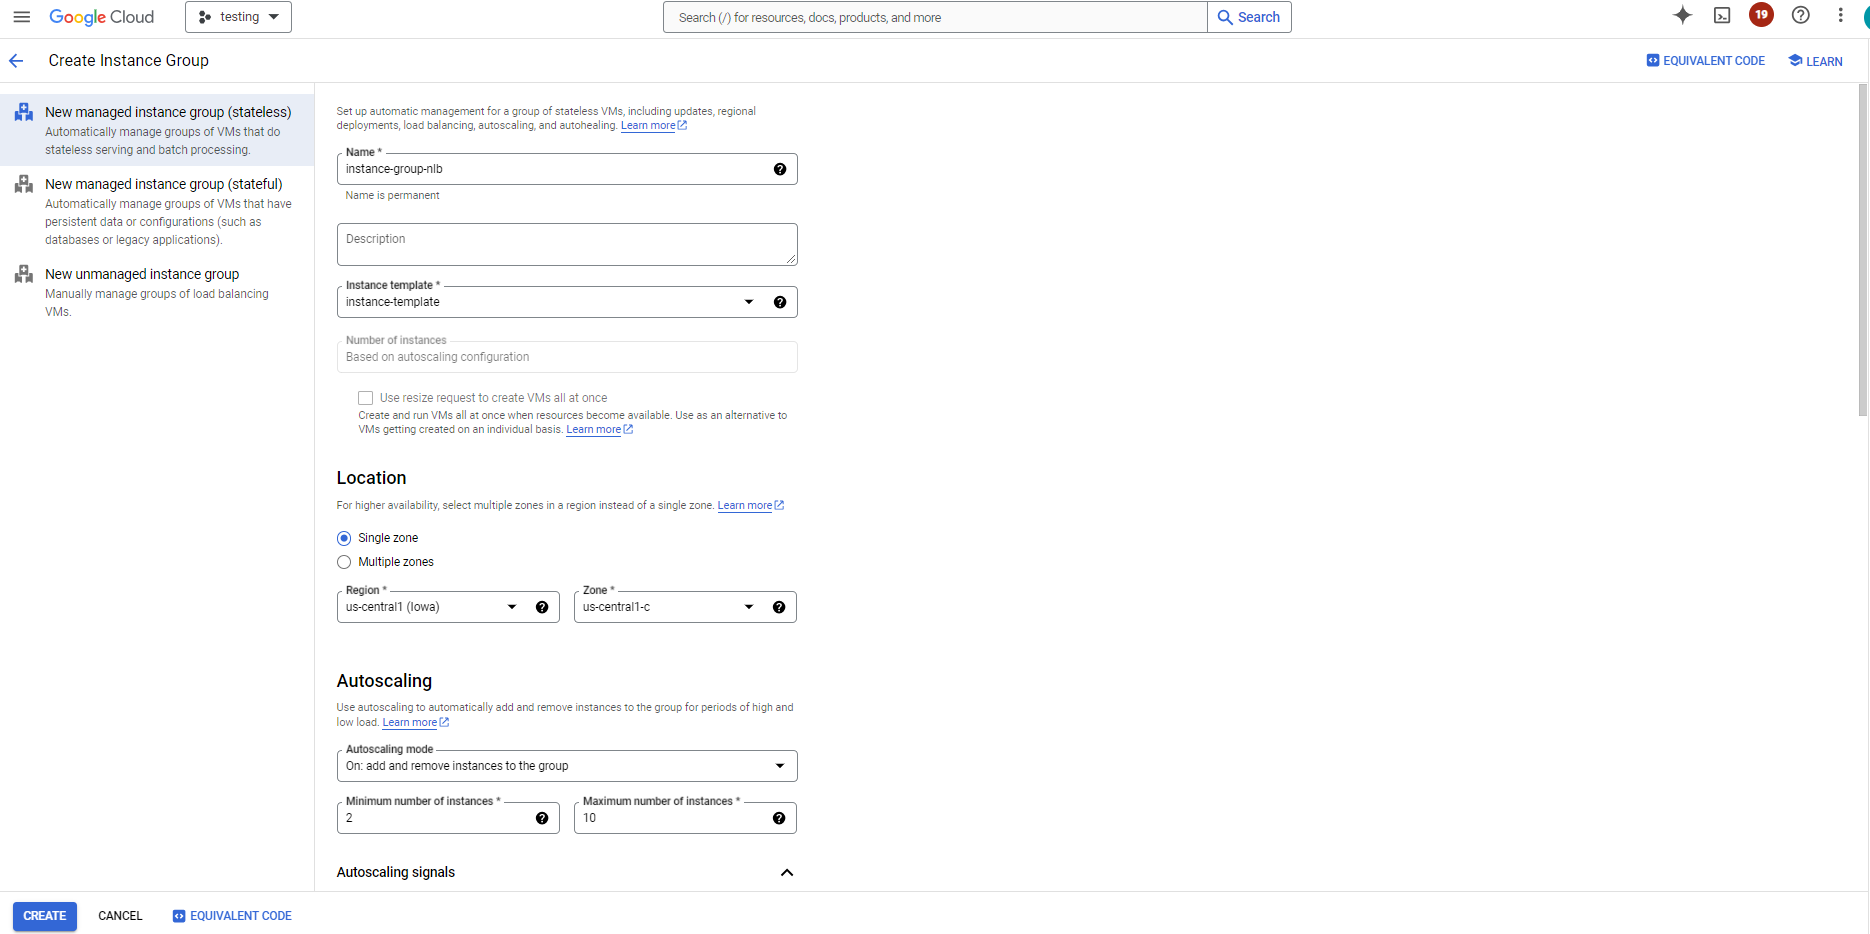 Google Cloud
testing
Search (/) for resources, docs, products, and more
Search
19
Create Instance Group
EQUIVALENT CODE
LEARN
New managed instance group (stateless)
Automatically manage groups of VMs that do
stateless serving and batch processing.
New managed instance group (stateful)
Automatically manage groups of VMs that have
persistent data or configurations (such as
databases or legacy applications).
New unmanaged instance group
Manually manage groups of load balancing
VMs.
Set up automatic management for a group of stateless VMs, including updates, regional
deployments, load balancing, autoscaling, and autohealing. Learn more
Name *
instance-group-nlb
Name is permanent
Description
Instance template *
instance-template
Number of instances
Based on autoscaling configuration
Use resize request to create VMs all at once
Create and run VMs all at once when resources become available. Use as an alternative to
VMs getting created on an individual basis. Learn more
Location
For higher availability, select multiple zones in a region instead of a single zone. Learn more
Single zone
Multiple zones
Region *
us-central1 (Iowa)
Zone *
us-central1-c
Autoscaling
Use autoscaling to automatically add and remove instances to the group for periods of high and
low load. Learn more
Autoscaling mode
On: add and remove instances to the group
Minimum number of instances *
2
Maximum number of instances *
10
Autoscaling signals
CREATE
CANCEL
EQUIVALENT CODE